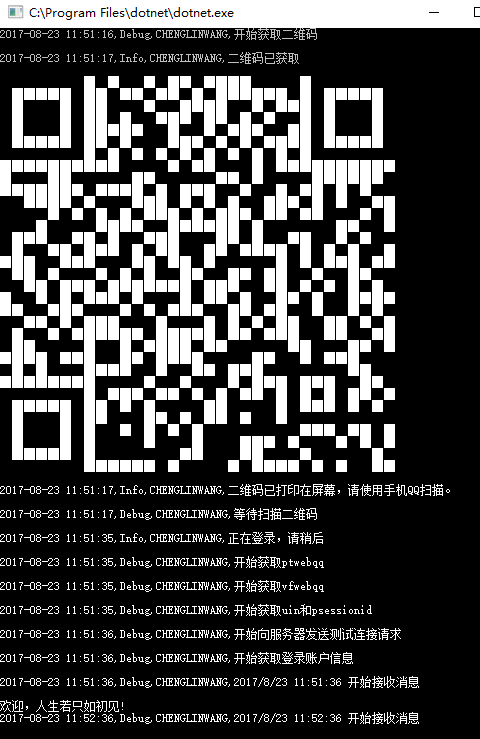 C:\Program Files\dotnet\dotnet.exe
2017-08-23 11:51:16,Debug,CHENGLINWANG,开始获取二维码
2017-08-23 11:51:17,Info,CHENGLINWANG,二维码已获取
2017-08-23 11:51:17,Info,CHENGLINWANG,二维码已打印在屏幕，请使用手机QQ扫描。
2017-08-23 11:51:17,Debug,CHENGLINWANG,等待扫描二维码
2017-08-23 11:51:35,Info,CHENGLINWANG,正在登录，请稍后
2017-08-23 11:51:35,Debug,CHENGLINWANG,开始获取ptwebqq
2017-08-23 11:51:35,Debug,CHENGLINWANG,开始获取vfwebqq
2017-08-23 11:51:35,Debug,CHENGLINWANG,开始获取uin和psessionid
2017-08-23 11:51:36,Debug,CHENGLINWANG,开始向服务器发送测试连接请求
2017-08-23 11:51:36,Debug,CHENGLINWANG,开始获取登录账户信息
2017-08-23 11:51:36,Debug,CHENGLINWANG,2017/8/23 11:51:36 开始接收消息
欢迎，人生若只如初见!
2017-08-23 11:52:36,Debug,CHENGLINWANG,2017/8/23 11:52:36 开始接收消息